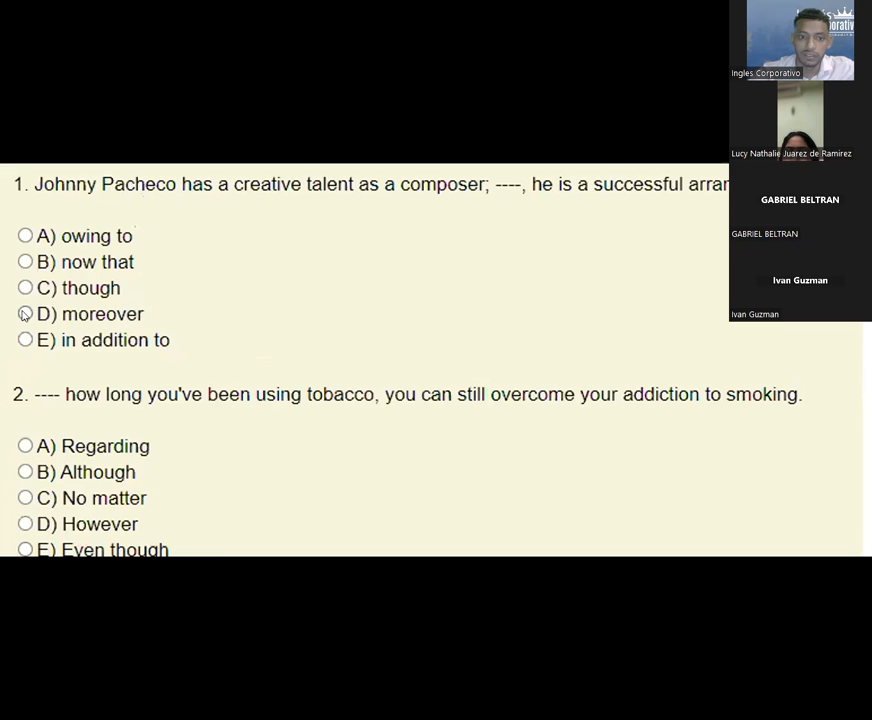 Ingles Corporativo
Lucy Nathalie Juarez de Ramirez
GABRIEL BELTRAN
GABRIEL BELTRAN
Ivan Guzman
Ivan Guzman
1. Johnny Pacheco has a creative talent as a composer; ----, he is a successful arran
A) owing to
B) now that
C) though
D) moreover
E) in addition to
2. ---- how long you've been using tobacco, you can still overcome your addiction to smoking.
A) Regarding
B) Although
C) No matter
D) However
E) Even though